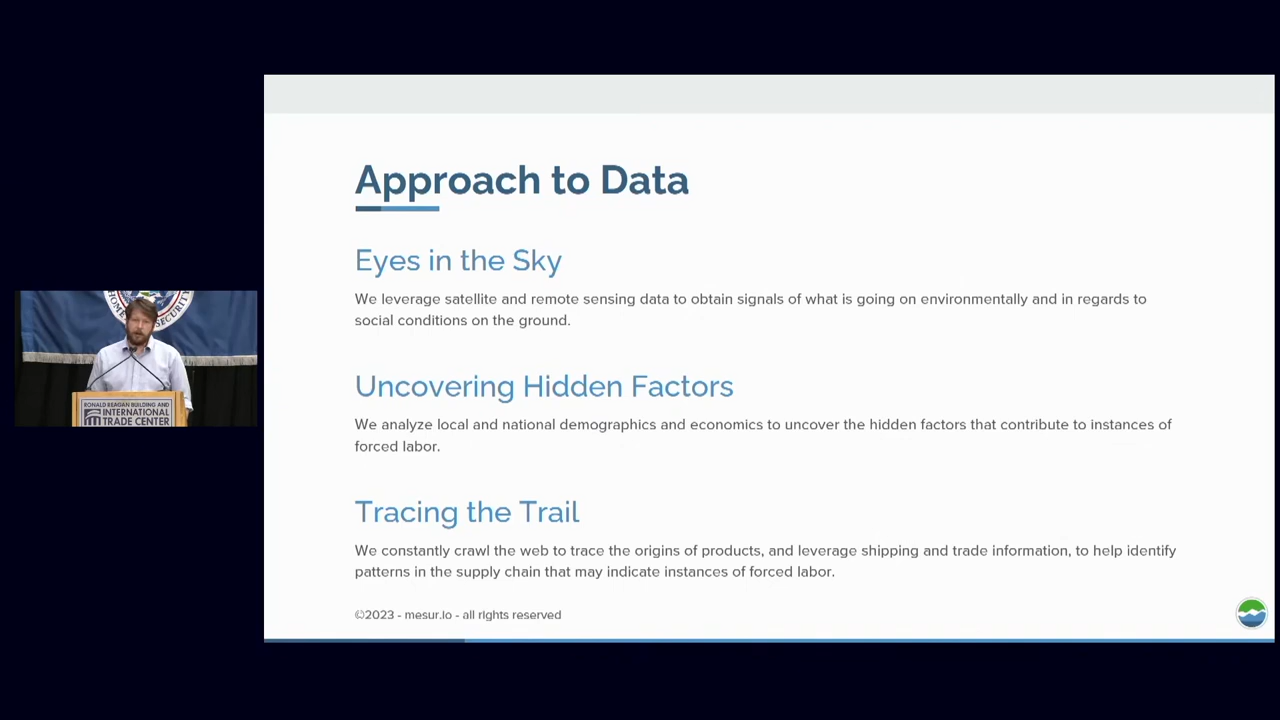 Approach to Data
Eyes in the Sky
We leverage satellite and remote sensing data to obtain signals of what is going on environmentally and in regards to
social conditions on the ground.
Uncovering Hidden Factors
We analyze local and national demographics and economics to uncover the hidden factors that contribute to instances of
forced labor.
Tracing the Trail
We constantly crawl the web to trace the origins of products, and leverage shipping and trade information, to help identify
patterns in the supply chain that may indicate instances of forced labor.
©2023 - mesur.io - all rights reserved
HOME SECURITY
RONALD REAGAN BUILDING AND
INTERNATIONAL
TRADE CENTER